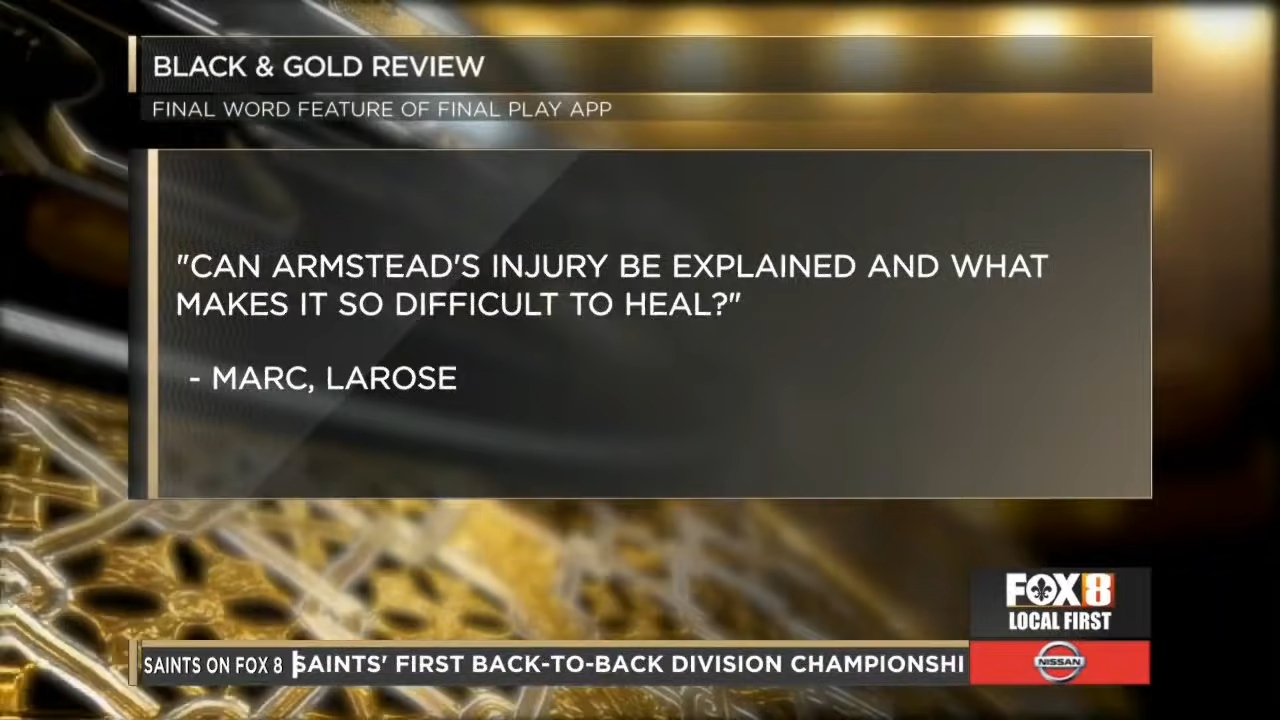 BLACK & GOLD REVIEW
FINAL WORD FEATURE OF FINAL PLAY APP
"CAN ARMSTEAD'S INJURY BE EXPLAINED AND WHAT
MAKES IT SO DIFFICULT TO HEAL?"
- MARC, LAROSE
FOX 8
LOCAL FIRST
SAINTS ON FOX 8 SAINTS' FIRST BACK-TO-BACK DIVISION CHAMPIONSHI
NISSAN